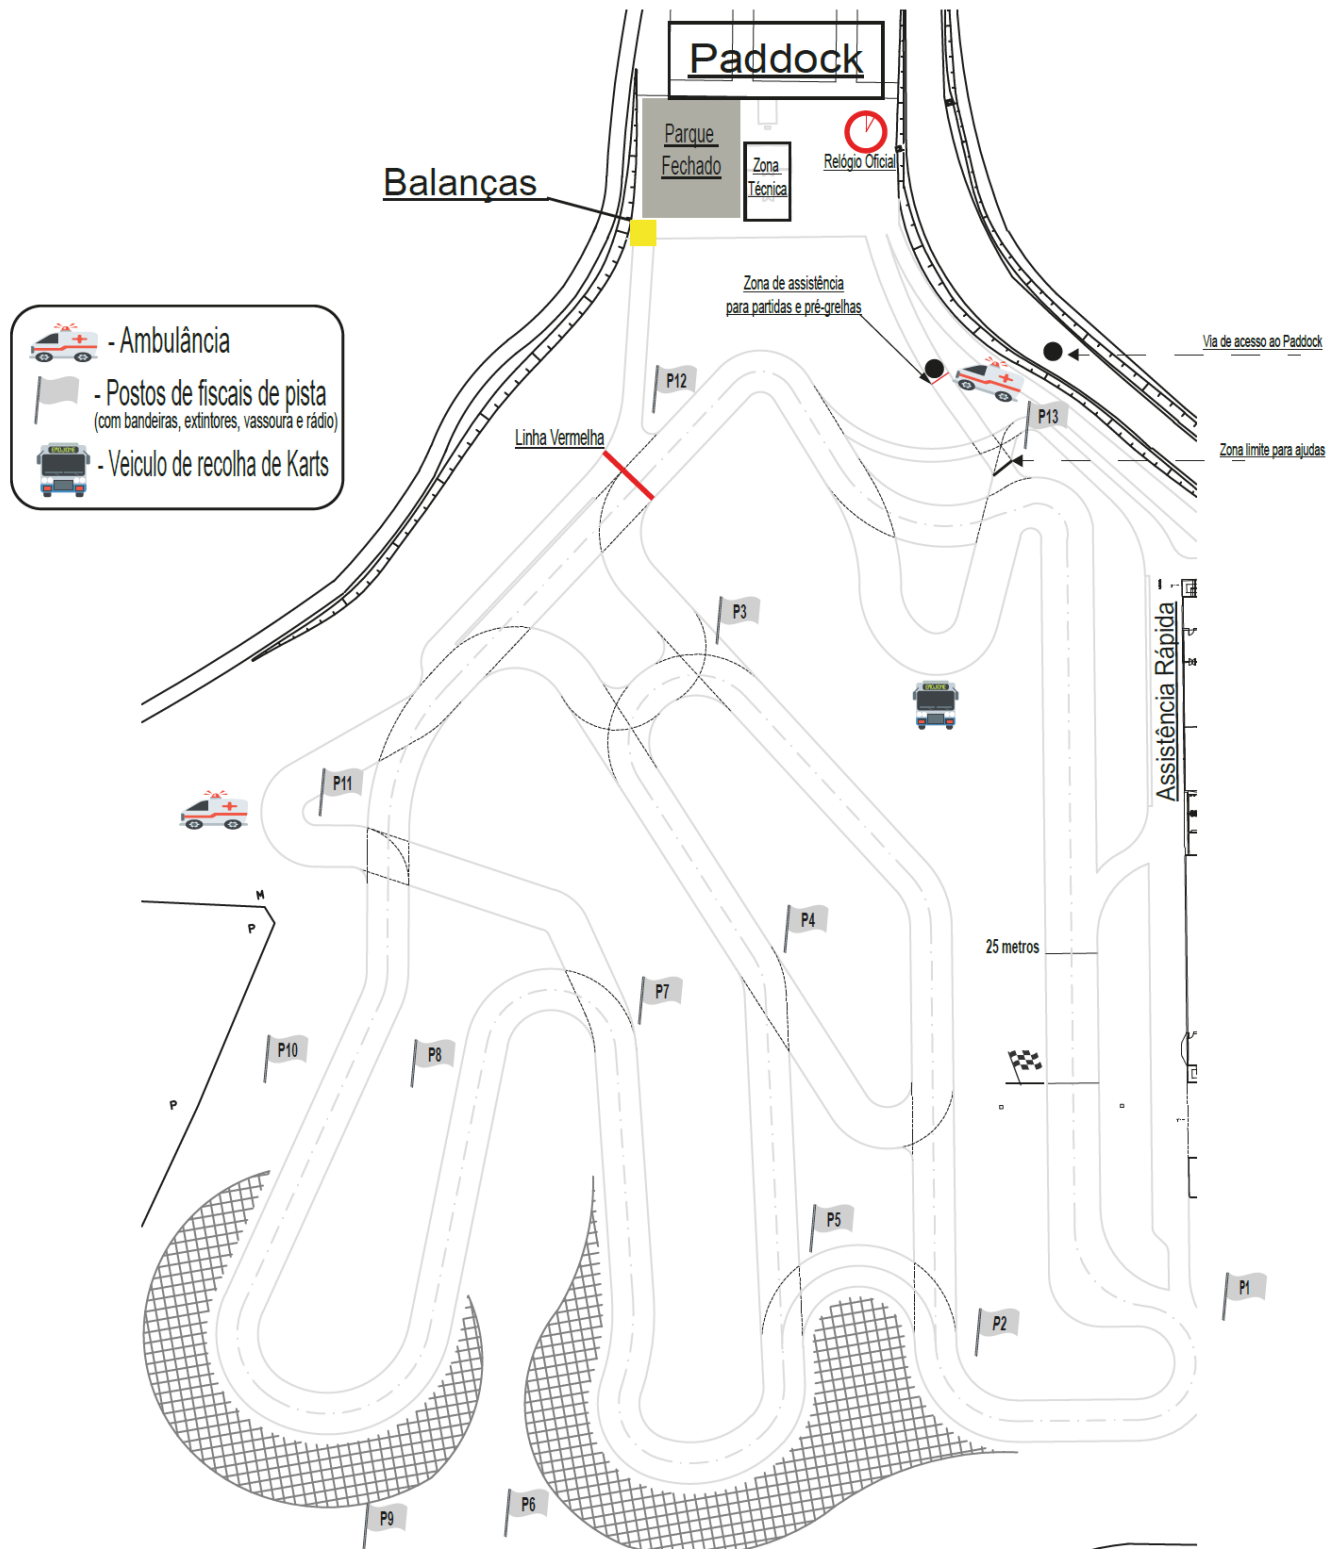 Paddock
Parque
Fechado
Zona
Técnica
Relógio Oficial
Balanças
Zona de assistência
para partidas e pré-grelhas
Via de acesso ao Paddock
- Ambulância
- Postos de fiscais de pista
(com bandeiras, extintores, vassoura e rádio)
- Veiculo de recolha de Karts
P12
P13
Linha Vermelha
Zona limite para ajudas
P3
Assistência Rápida
P11
M
P
P4
25 metros
P7
P10
P8
P
P5
P1
P2
P6
P9